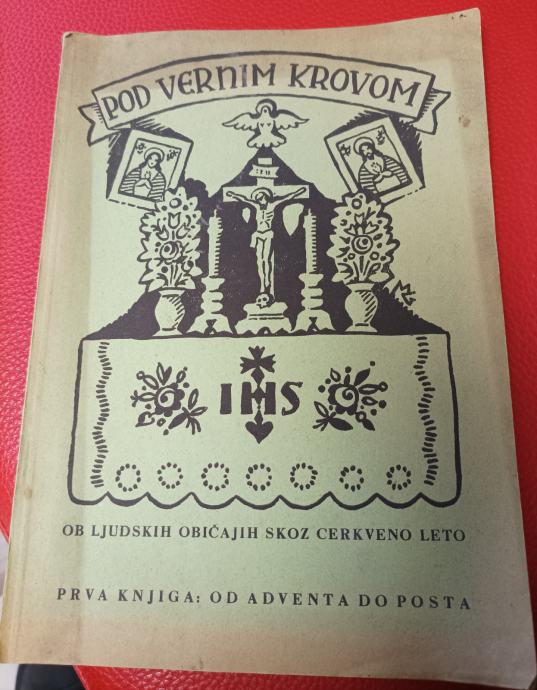 POD VERNIM KROVOM
IHS
OB LJUDSKIH OBIČAJIH SKOZ CERKVENO LETO
PRVA KNJIGA: OD ADVENTA DO POSTA